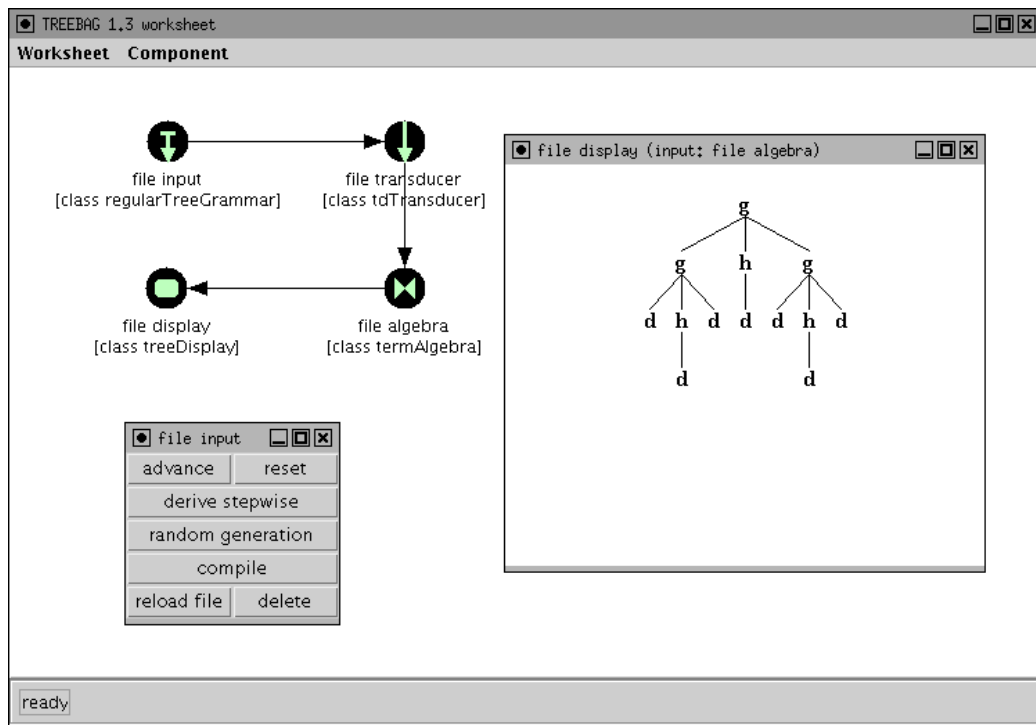 TREEBAG 1.3 worksheet
Worksheet Component
file input
[class regularTreeGrammar]
file transducer
[class tdTransducer]
file display
[class treeDisplay]
file algebra
[class termAlgebra]
file display (input: file algebra)
g
g h g
d h d d d h d
d d
file input
advance reset
derive stepwise
random generation
compile
reload file delete
ready